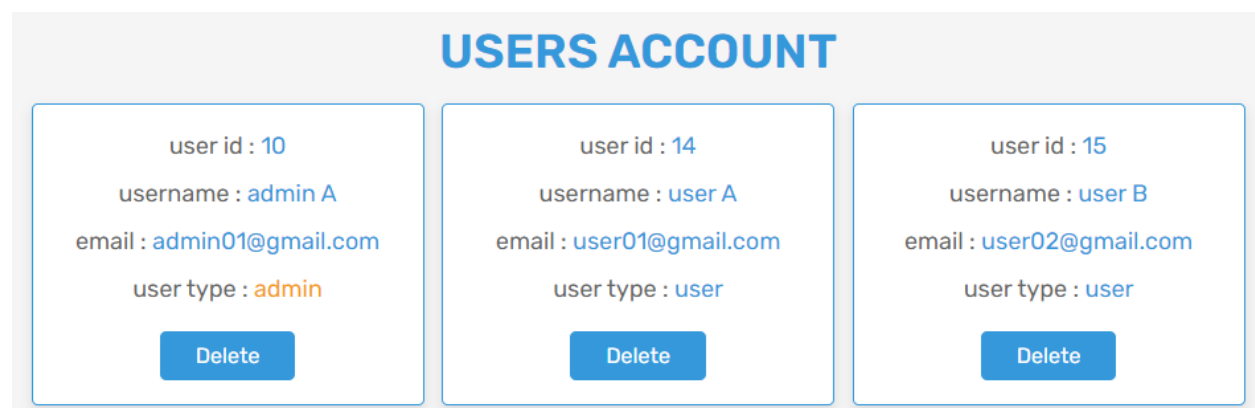 USERS ACCOUNT
user id : 10
username : admin A
email : admin01@gmail.com
user type : admin
Delete
user id : 14
username : user A
email : user01@gmail.com
user type : user
Delete
user id : 15
username : user B
email : user02@gmail.com
user type : user
Delete